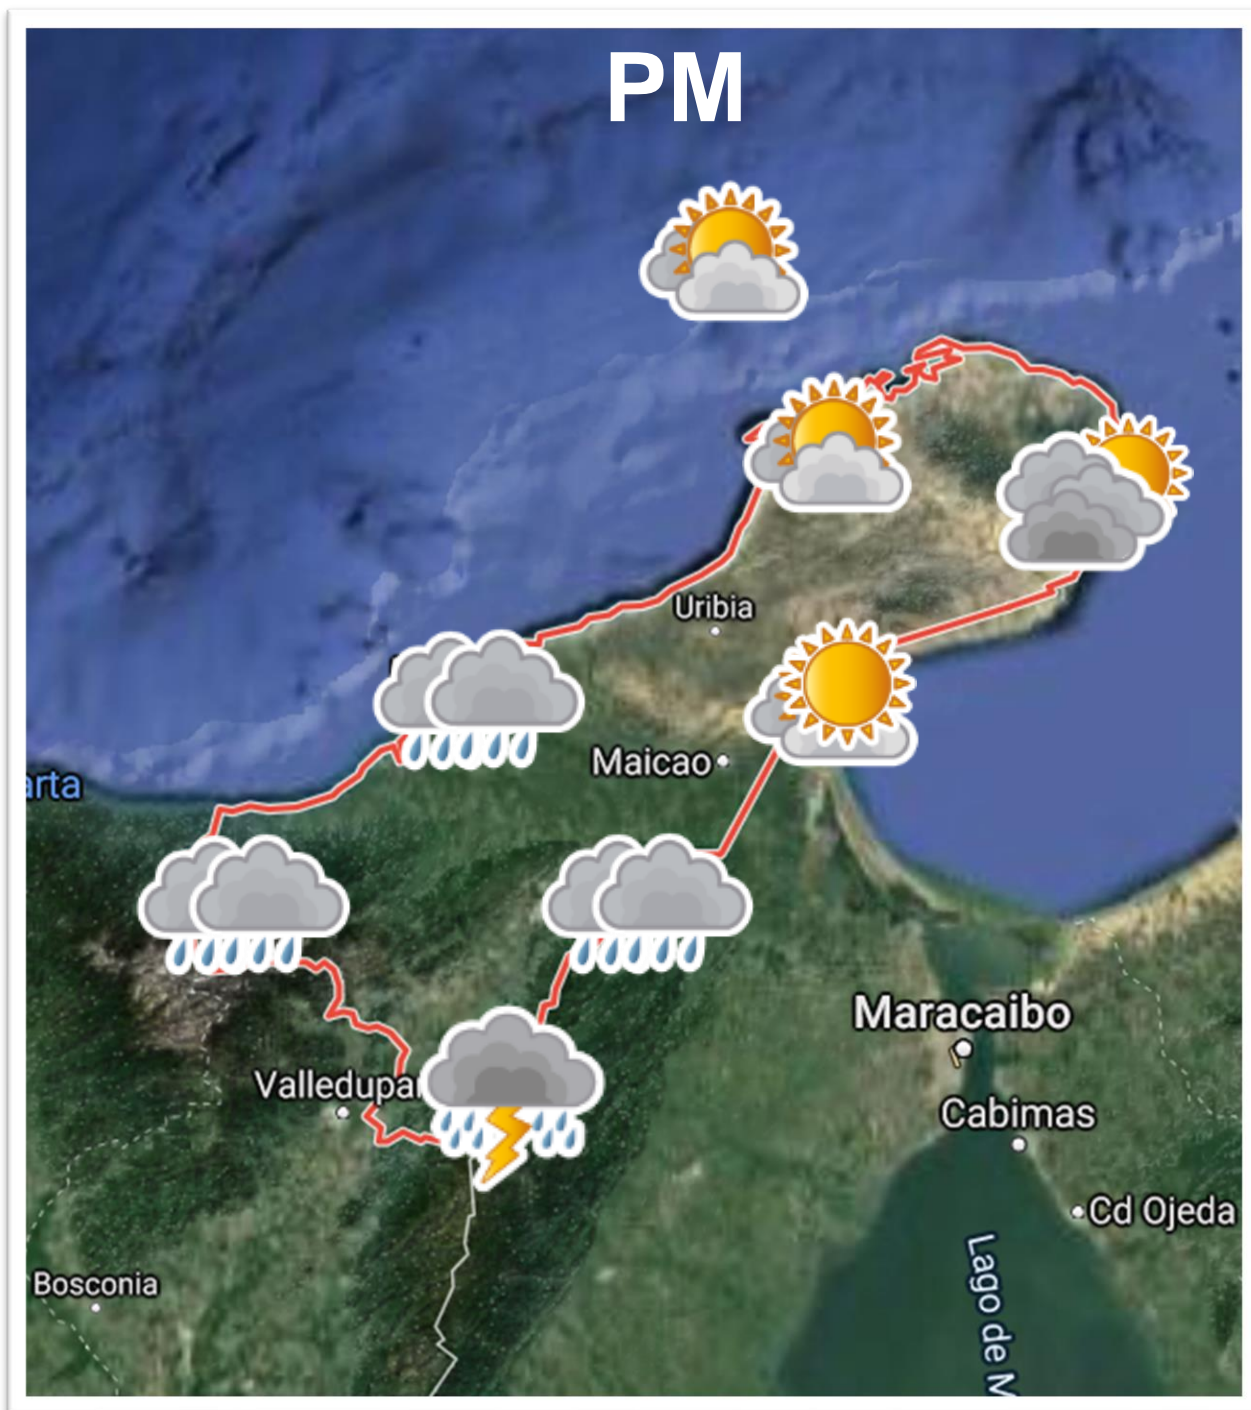 PM
Uribia
Maicao
arta
Maracaibo
Valledupar
Cabimas
Cd Ojeda
Lago de M
Bosconia